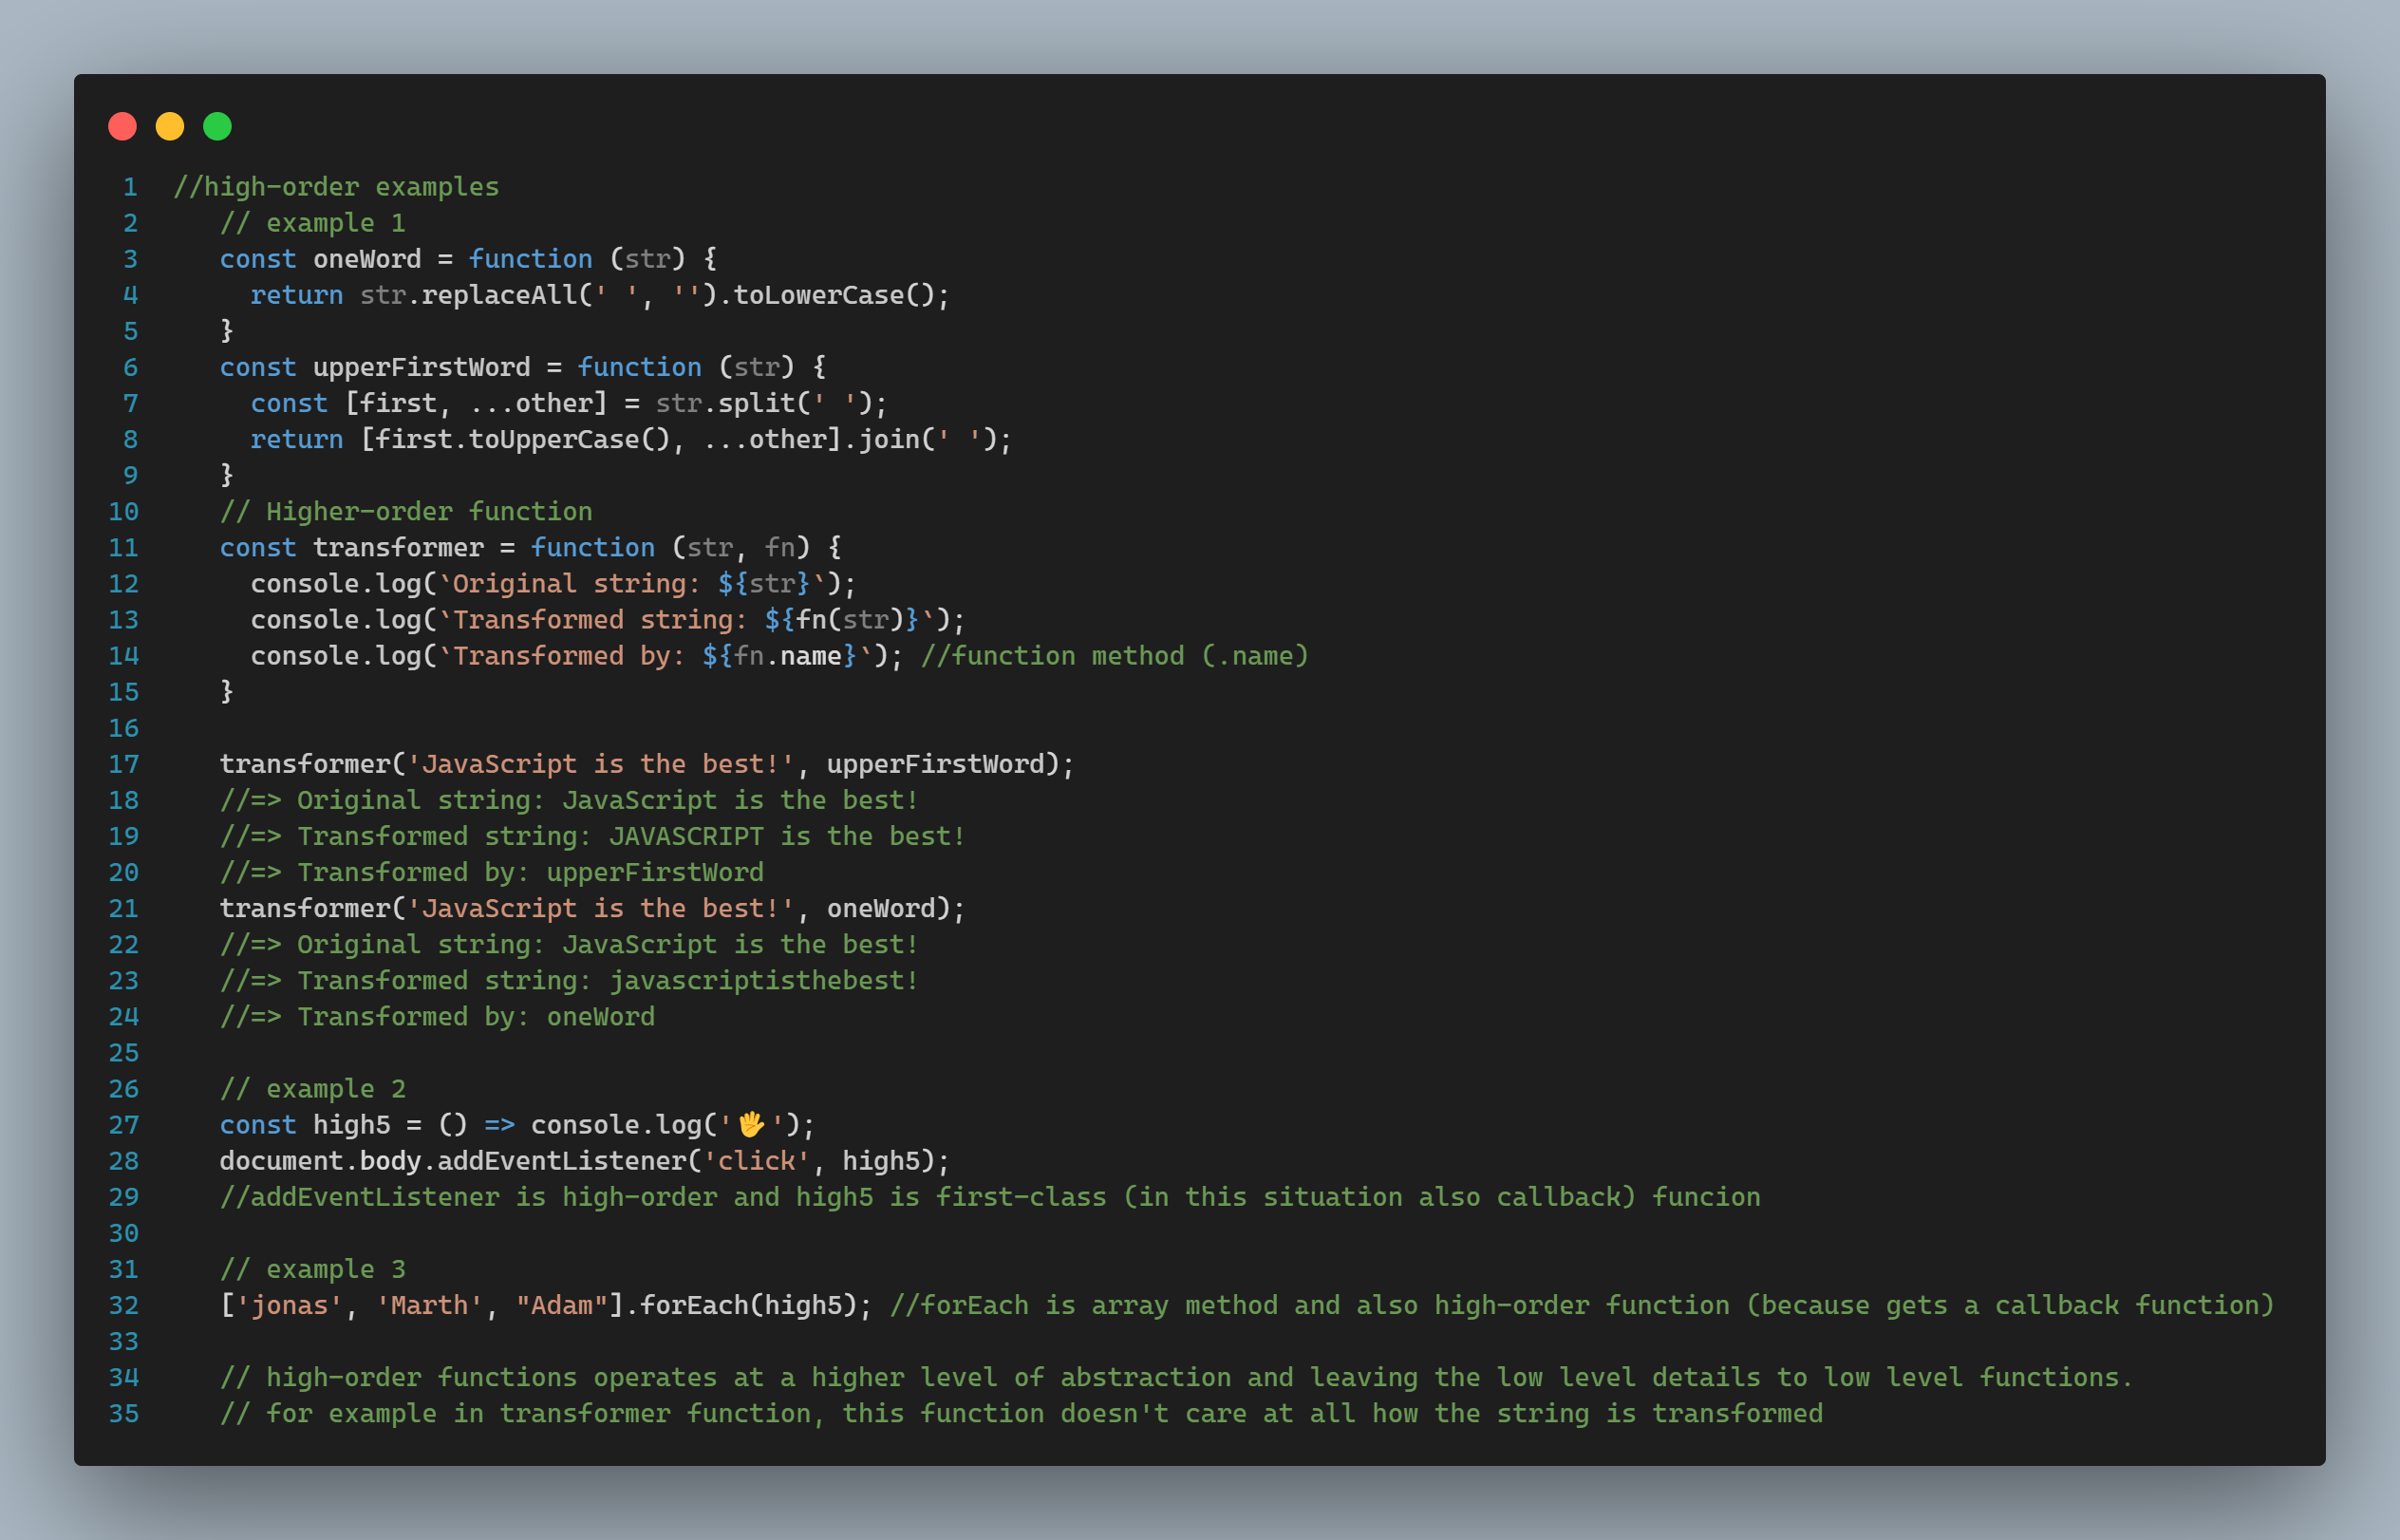 1 //high-order examples
2 // example 1
3 const oneWord = function (str) {
4 return str.replaceAll(' ', '').toLowerCase();
5 }
6 const upperFirstWord = function (str) {
7 const [first, ...other] = str.split(' ');
8 return [first.toUpperCase(), ...other].join(' ');
9 }
10 // Higher-order function
11 const transformer = function (str, fn) {
12 console.log(`Original string: ${str}`);
13 console.log(`Transformed string: ${fn(str)}`);
14 console.log(`Transformed by: ${fn.name}`); //function method (.name)
15 }
16
17 transformer('JavaScript is the best!', upperFirstWord);
18 //=> Original string: JavaScript is the best!
19 //=> Transformed string: JAVASCRIPT is the best!
20 //=> Transformed by: upperFirstWord
21 transformer('JavaScript is the best!', oneWord);
22 //=> Original string: JavaScript is the best!
23 //=> Transformed string: javascriptisthebest!
24 //=> Transformed by: oneWord
25
26 // example 2
27 const high5 = () => console.log('🖐');
28 document.body.addEventListener('click', high5);
29 //addEventListener is high-order and high5 is first-class (in this situation also callback) funcion
30
31 // example 3
32 ['jonas', 'Marth', "Adam"].forEach(high5); //forEach is array method and also high-order function (because gets a callback function)
33
34 // high-order functions operates at a higher level of abstraction and leaving the low level details to low level functions.
35 // for example in transformer function, this function doesn't care at all how the string is transformed